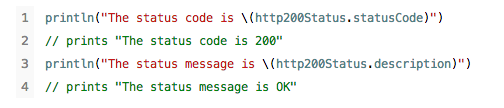 1 println("The status code is \(http200Status.statusCode)")
2 // prints "The status code is 200"
3 println("The status message is \(http200Status.description)")
4 // prints "The status message is OK"